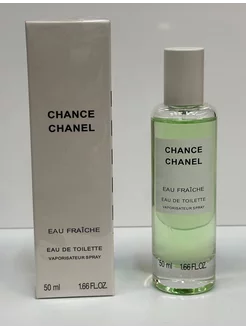 CHANCE
CHANEL
EAU FRAÎCHE
EAU DE TOILETTE
VAPORISATEUR SPRAY
50 ml 1.66 FL.OZ.
CHANCE
CHANEL
EAU FRAÎCHE
EAU DE TOILETTE
VAPORISATEUR SPRAY
50 ml 1.66 FL.OZ.